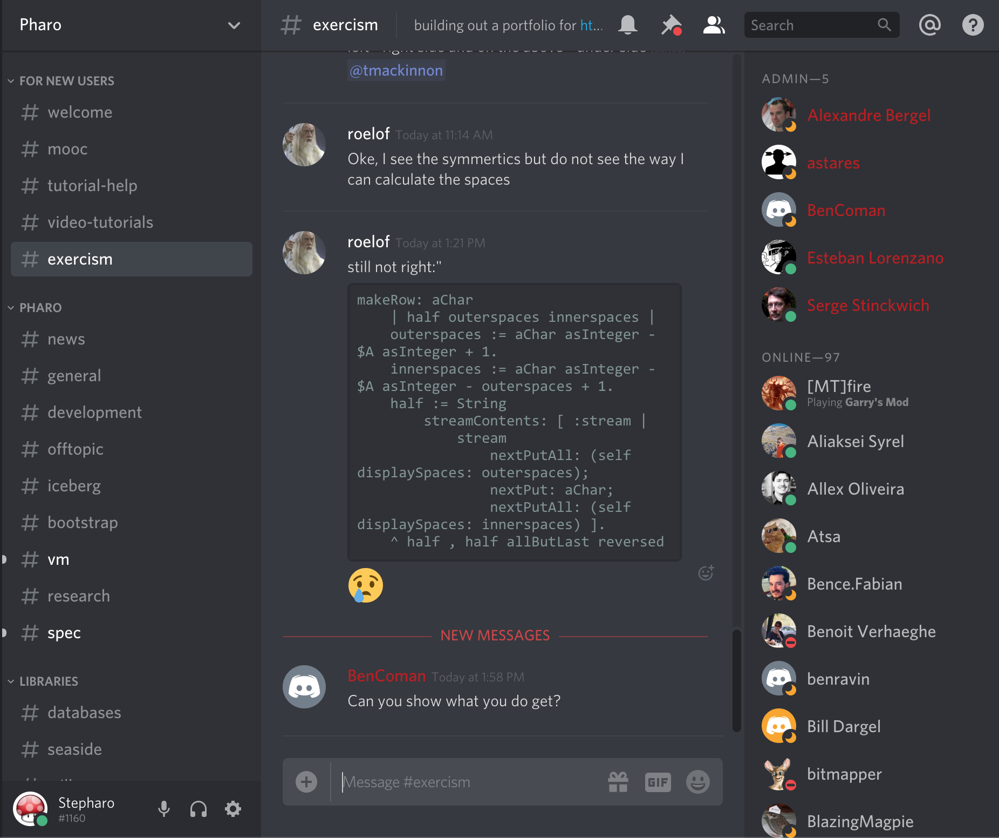 Pharo
FOR NEW USERS
# welcome
# mooc
# tutorial-help
# video-tutorials
# exercism
PHARO
# news
# general
# development
# offtopic
# iceberg
# bootstrap
# vm
# research
# spec
LIBRARIES
# databases
# seaside
Stepharo
#1160
# exercism
building out a portfolio for ht...
Search
@tmackinnon
roelof Today at 11:14 AM
Oke, I see the symmertics but do not see the way I
can calculate the spaces
roelof Today at 1:21 PM
still not right:"
makeRow: aChar
| half outerspaces innerspaces |
outerspaces := aChar asInteger -
$A asInteger + 1.
innerspaces := aChar asInteger -
$A asInteger - outerspaces + 1.
half := String
streamContents: [ :stream |
stream
nextPutAll: (self
displaySpaces: outerspaces);
nextPut: aChar;
nextPutAll: (self
displaySpaces: innerspaces) ].
^ half , half allButLast reversed
NEW MESSAGES
BenComan Today at 1:58 PM
Can you show what you do get?
Message #exercism
GIF
ADMIN—5
Alexandre Bergel
astares
BenComan
Esteban Lorenzano
Serge Stinckwich
ONLINE—97
[MT]fire
Playing Garry's Mod
Aliaksei Syrel
Allex Oliveira
Atsa
Bence.Fabian
Benoit Verhaeghe
benravin
Bill Dargel
bitmapper
BlazingMagpie